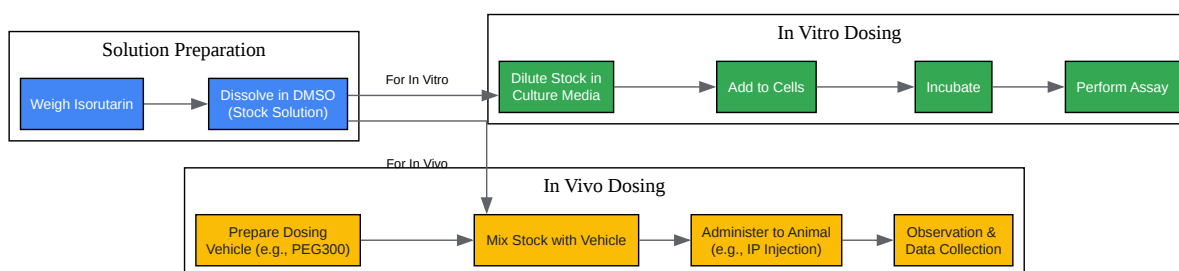 Solution Preparation
Weigh Isorutarin
Dissolve in DMSO
(Stock Solution)
For In Vitro
For In Vivo
In Vitro Dosing
Dilute Stock in
Culture Media
Add to Cells
Incubate
Perform Assay
In Vivo Dosing
Prepare Dosing
Vehicle (e.g., PEG300)
Mix Stock with Vehicle
Administer to Animal
(e.g., IP Injection)
Observation &
Data Collection